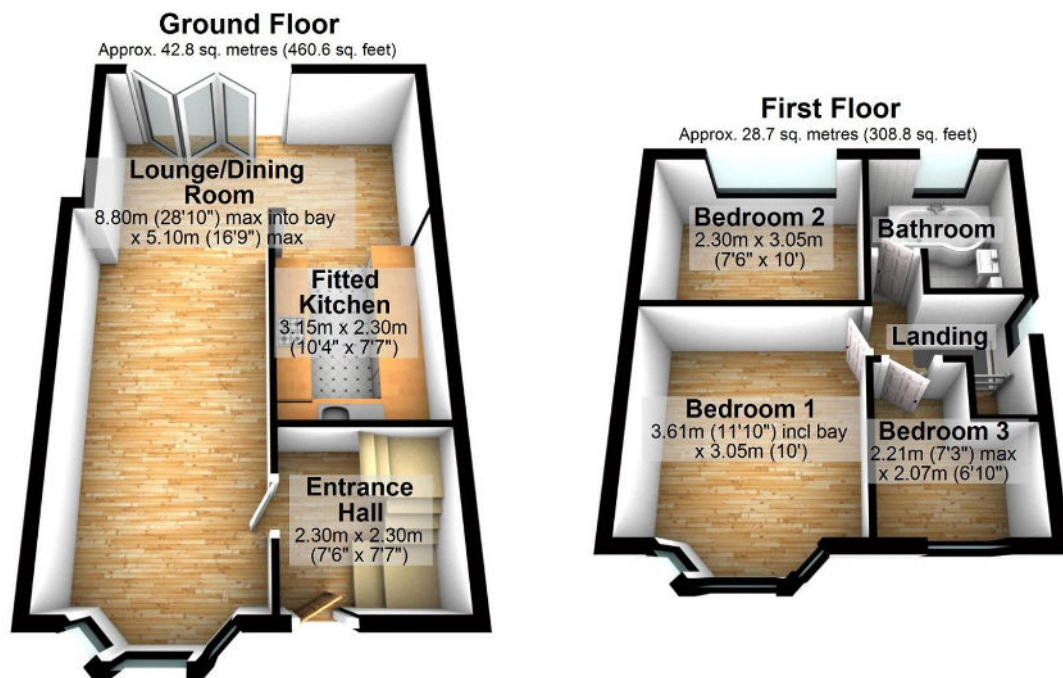 Ground Floor
Approx. 42.8 sq. metres (460.6 sq. feet)
Lounge/Dining
Room
8.80m (28'10") max into bay
x 5.10m (16'9") max
Fitted
Kitchen
3.15m x 2.30m
(10'4" x 7'7")
Entrance
Hall
2.30m x 2.30m
(7'6" x 7'7")
First Floor
Approx. 28.7 sq. metres (308.8 sq. feet)
Bedroom 2
2.30m x 3.05m
(7'6" x 10')
Bathroom
Landing
Bedroom 1
3.61m (11'10") incl bay
x 3.05m (10')
Bedroom 3
2.21m (7'3") max
x 2.07m (6'10")